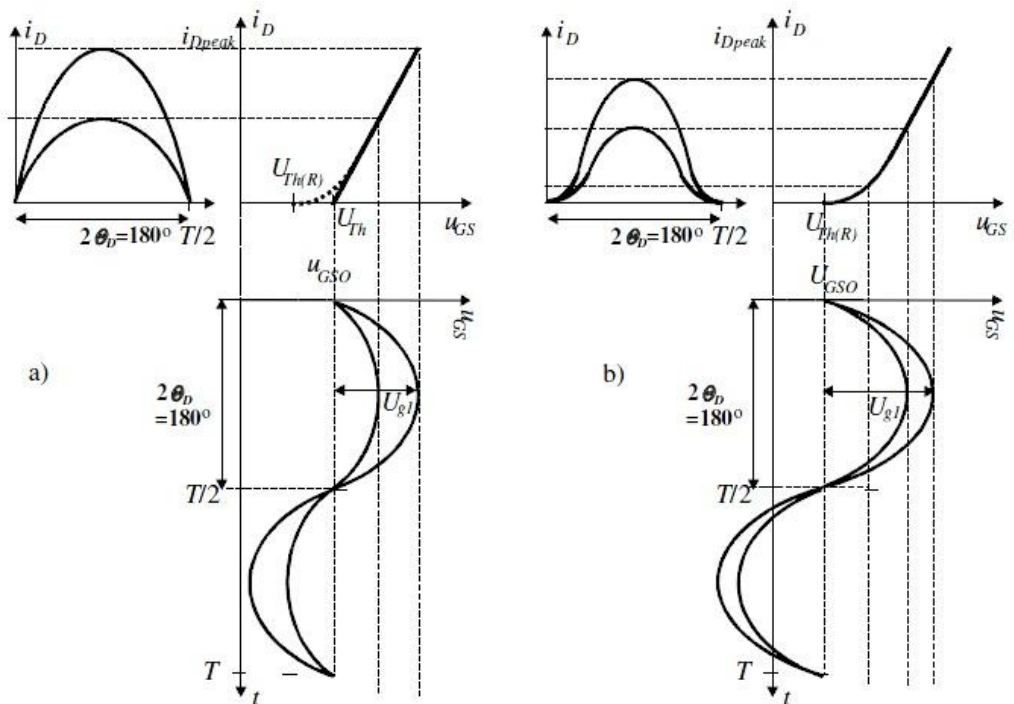 i_D
i_Dpeak
i_D
U_Th(R)
U_Th
u_GS
2Θ_D=180° T/2
u_GSO
u_GS
a)
2Θ_D
=180°
U_g1
T/2
T
t
i_D
i_Dpeak
i_D
U_Th(R)
u_GS
2Θ_D=180° T/2
U_GSO
u_GS
b)
2Θ_D
=180°
U_g1
T/2
T
t